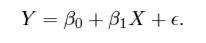 Y = β₀ + β₁X + ϵ.